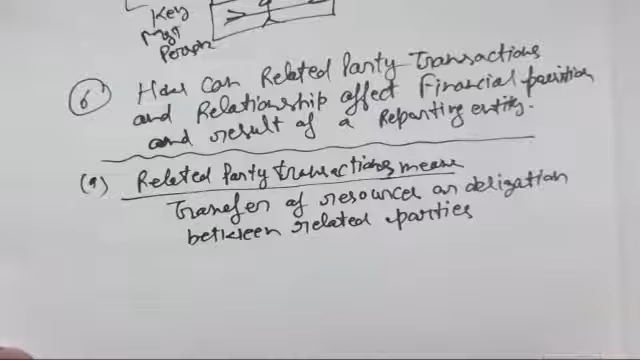 Key
Mgt
Person
6 How can Related Party Transactions
and Relationship affect Financial position
and result of a Reporting entity.
(a) Related Party transactions means
Transfer of resources or obligation
between related parties